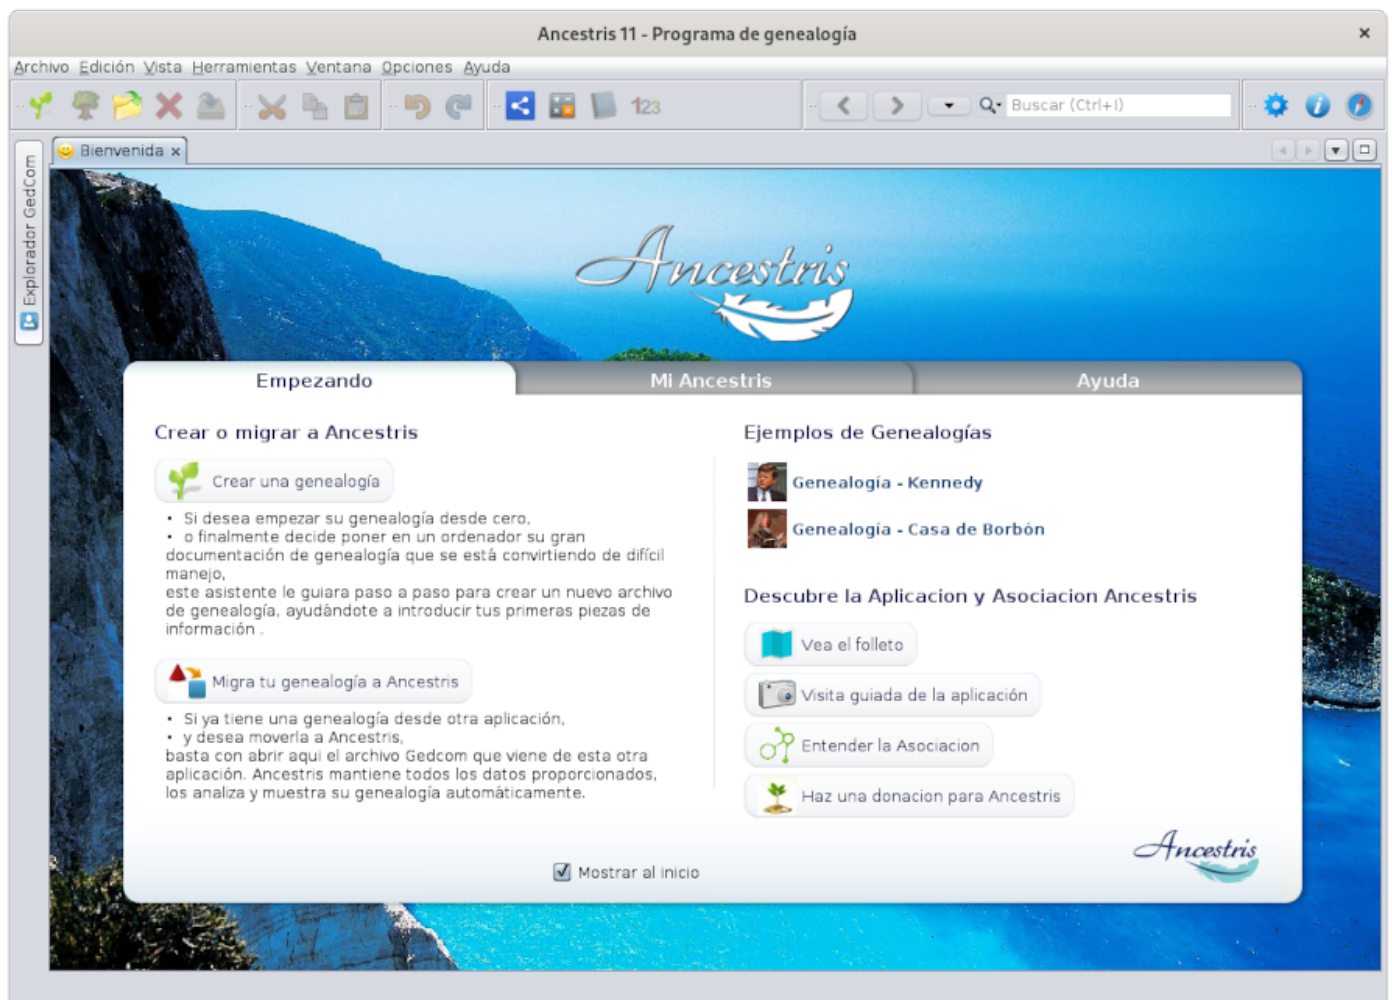 Ancestris 11 - Programa de genealogía
Archivo Edición Vista Herramientas Ventana Opciones Ayuda
123
Buscar (Ctrl+I)
Bienvenida
Explorador GedCom
Ancestris
Empezando
Mi Ancestris
Ayuda
Crear o migrar a Ancestris
Crear una genealogía
• Si desea empezar su genealogía desde cero,
• o finalmente decide poner en un ordenador su gran
documentación de genealogía que se está convirtiendo de difícil
manejo,
este asistente le guiara paso a paso para crear un nuevo archivo
de genealogía, ayudándote a introducir tus primeras piezas de
información .
Migra tu genealogía a Ancestris
• Si ya tiene una genealogía desde otra aplicación,
• y desea moverla a Ancestris,
basta con abrir aqui el archivo Gedcom que viene de esta otra
aplicación. Ancestris mantiene todos los datos proporcionados,
los analiza y muestra su genealogía automáticamente.
Ejemplos de Genealogías
Genealogía - Kennedy
Genealogía - Casa de Borbón
Descubre la Aplicacion y Asociacion Ancestris
Vea el folleto
Visita guiada de la aplicación
Entender la Asociacion
Haz una donacion para Ancestris
Ancestris
Mostrar al inicio